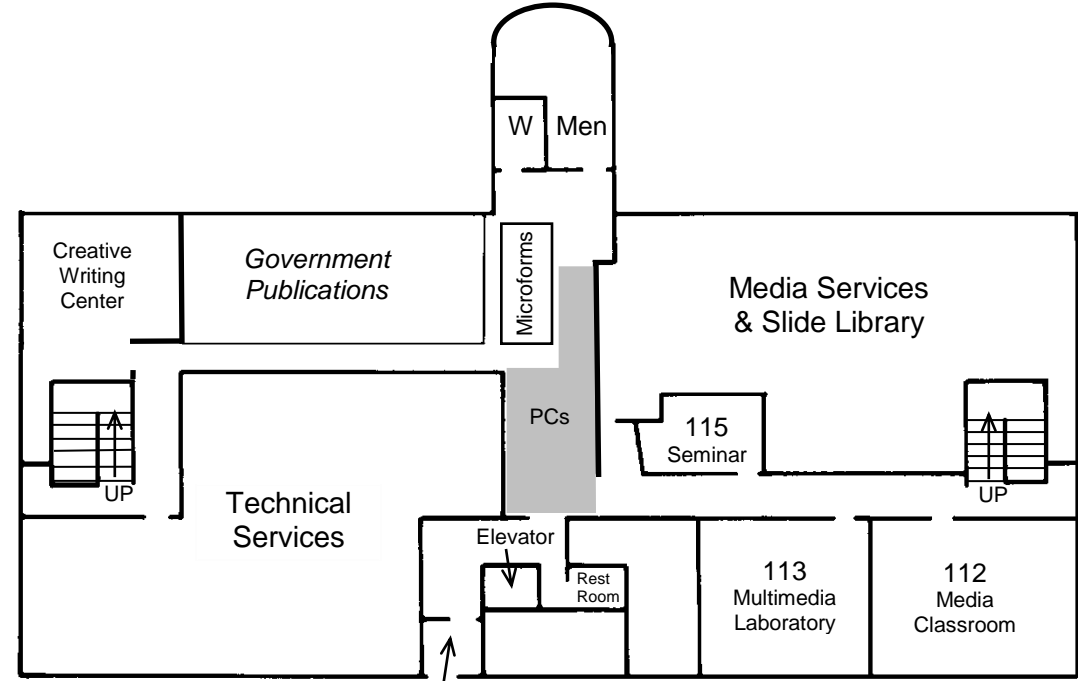 W
Men
Creative
Writing
Center
Government
Publications
Microforms
Media Services
& Slide Library
PCs
115
Seminar
UP
UP
Technical
Services
Elevator
Rest
Room
113
Multimedia
Laboratory
112
Media
Classroom